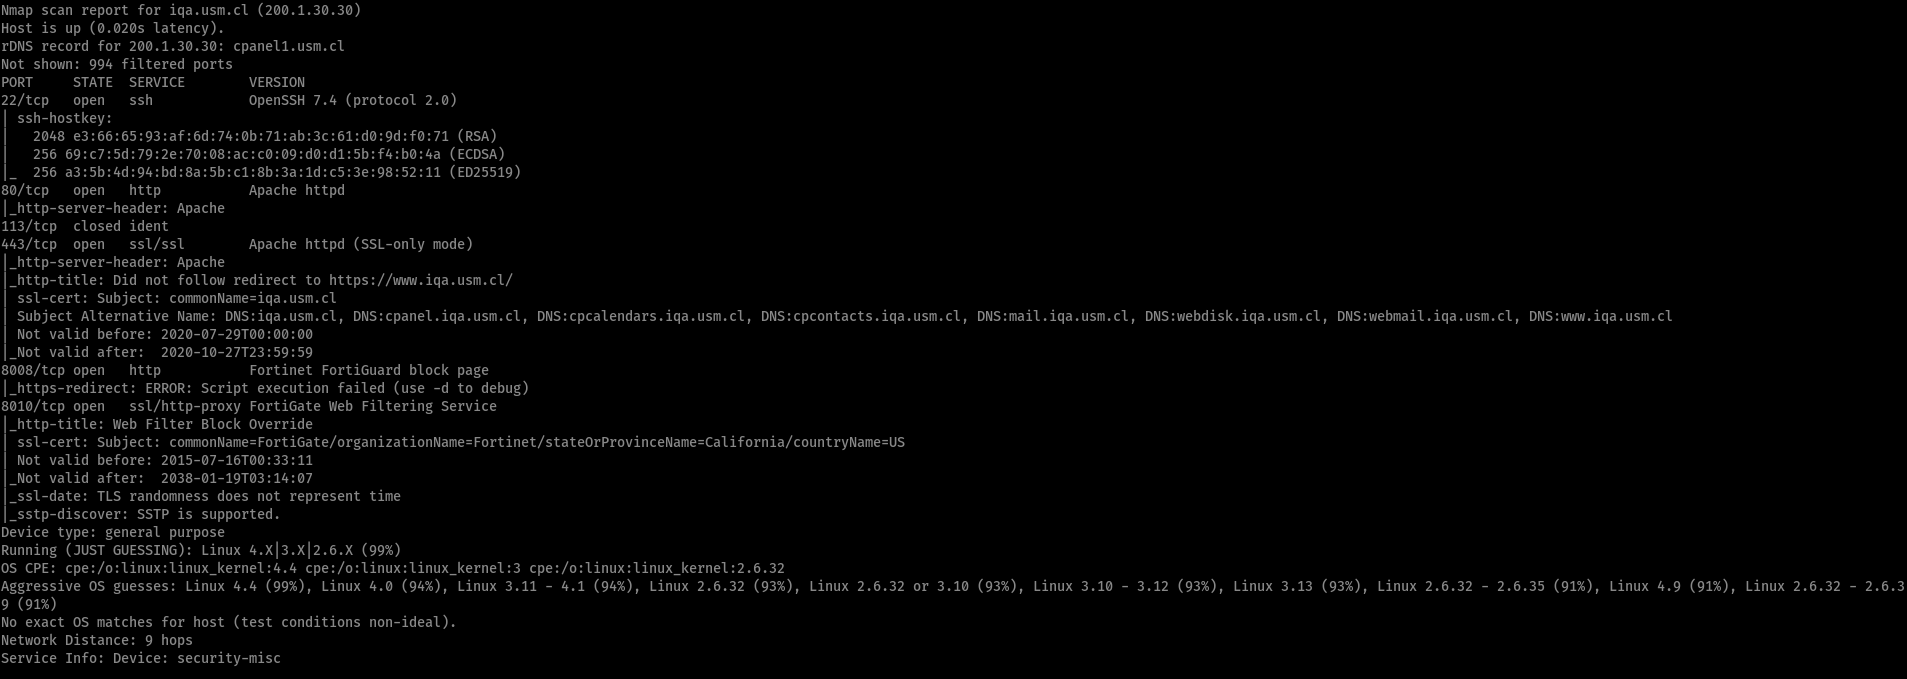 Nmap scan report for iqa.usm.cl (200.1.30.30)
Host is up (0.020s latency).
rDNS record for 200.1.30.30: cpanel1.usm.cl
Not shown: 994 filtered ports
PORT     STATE  SERVICE        VERSION
22/tcp   open   ssh            OpenSSH 7.4 (protocol 2.0)
| ssh-hostkey:
|   2048 e3:66:65:93:af:6d:74:0b:71:ab:3c:61:d0:9d:f0:71 (RSA)
|   256 69:c7:5d:79:2e:70:08:ac:c0:09:d0:d1:5b:f4:b0:4a (ECDSA)
|_  256 a3:5b:4d:94:bd:8a:5b:c1:8b:3a:1d:c5:3e:98:52:11 (ED25519)
80/tcp   open   http           Apache httpd
|_http-server-header: Apache
113/tcp  closed ident
443/tcp  open   ssl/ssl        Apache httpd (SSL-only mode)
|_http-server-header: Apache
|_http-title: Did not follow redirect to https://www.iqa.usm.cl/
| ssl-cert: Subject: commonName=iqa.usm.cl
| Subject Alternative Name: DNS:iqa.usm.cl, DNS:cpanel.iqa.usm.cl, DNS:cpcalendars.iqa.usm.cl, DNS:cpcontacts.iqa.usm.cl, DNS:mail.iqa.usm.cl, DNS:webdisk.iqa.usm.cl, DNS:webmail.iqa.usm.cl, DNS:www.iqa.usm.cl
| Not valid before: 2020-07-29T00:00:00
|_Not valid after:  2020-10-27T23:59:59
8008/tcp open   http           Fortinet FortiGuard block page
|_https-redirect: ERROR: Script execution failed (use -d to debug)
8010/tcp open   ssl/http-proxy FortiGate Web Filtering Service
|_http-title: Web Filter Block Override
| ssl-cert: Subject: commonName=FortiGate/organizationName=Fortinet/stateOrProvinceName=California/countryName=US
| Not valid before: 2015-07-16T00:33:11
|_Not valid after:  2038-01-19T03:14:07
|_ssl-date: TLS randomness does not represent time
|_sstp-discover: SSTP is supported.
Device type: general purpose
Running (JUST GUESSING): Linux 4.X|3.X|2.6.X (99%)
OS CPE: cpe:/o:linux:linux_kernel:4.4 cpe:/o:linux:linux_kernel:3 cpe:/o:linux:linux_kernel:2.6.32
Aggressive OS guesses: Linux 4.4 (99%), Linux 4.0 (94%), Linux 3.11 - 4.1 (94%), Linux 2.6.32 (93%), Linux 2.6.32 or 3.10 (93%), Linux 3.10 - 3.12 (93%), Linux 3.13 (93%), Linux 2.6.32 - 2.6.35 (91%), Linux 4.9 (91%), Linux 2.6.32 - 2.6.3
9 (91%)
No exact OS matches for host (test conditions non-ideal).
Network Distance: 9 hops
Service Info: Device: security-misc